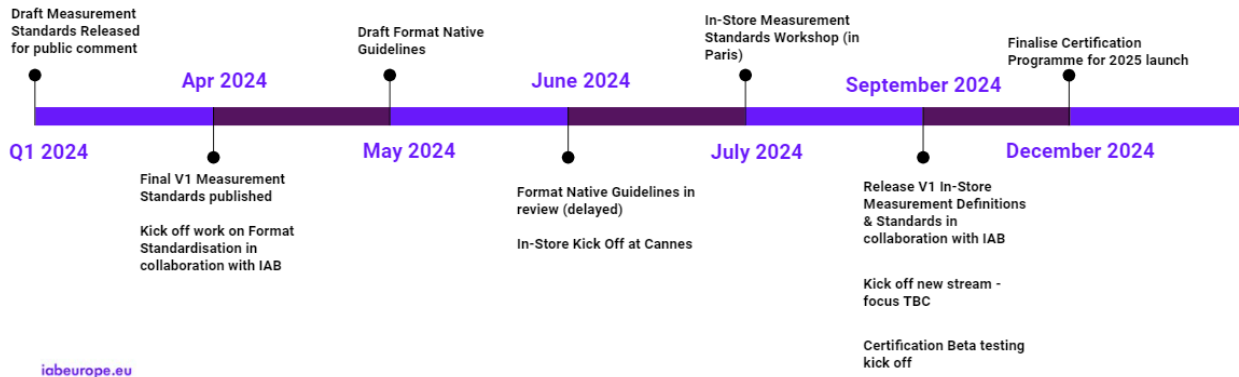 Draft Measurement
Standards Released
for public comment
Q1 2024
Apr 2024
Final V1 Measurement
Standards published
Kick off work on Format
Standardisation in
collaboration with IAB
Draft Format Native
Guidelines
May 2024
June 2024
Format Native Guidelines in
review (delayed)
In-Store Kick Off at Cannes
In-Store Measurement
Standards Workshop (in
Paris)
July 2024
September 2024
Release V1 In-Store
Measurement Definitions
& Standards in
collaboration with IAB
Kick off new stream -
focus TBC
Certification Beta testing
kick off
Finalise Certification
Programme for 2025 launch
December 2024
iabeurope.eu